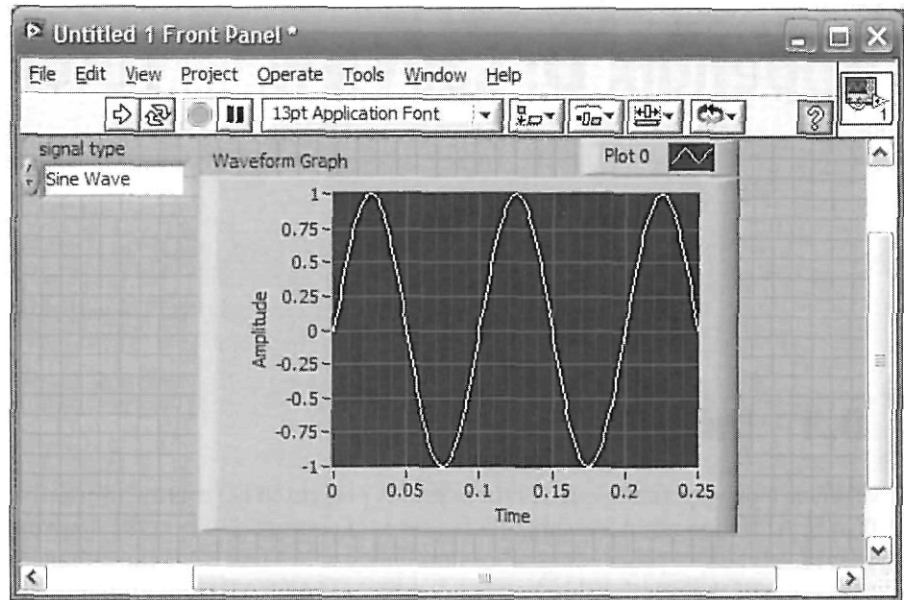 Untitled 1 Front Panel *
File Edit View Project Operate Tools Window Help
13pt Application Font
?
1
signal type
Sine Wave
Waveform Graph
Plot 0
1
0.75
0.5
0.25
0
-0.25
-0.5
-0.75
-1
Amplitude
0 0.05 0.1 0.15 0.2 0.25
Time